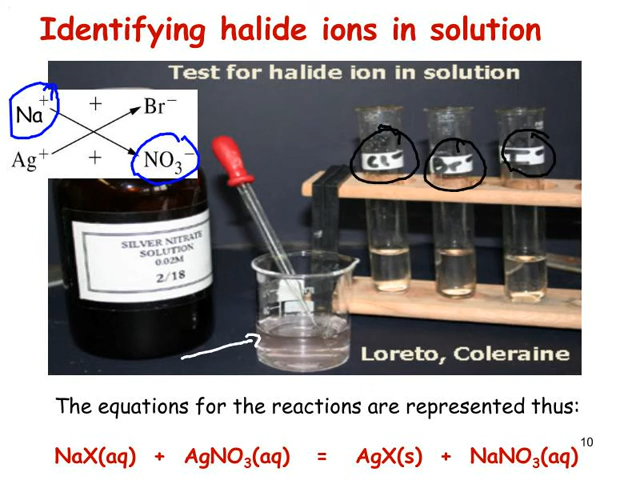 Identifying halide ions in solution
Test for halide ion in solution
Na⁺ + Br⁻
Ag⁺ + NO₃⁻
SILVER NITRATE
SOLUTION
0.02M
2/18
Loreto, Coleraine
The equations for the reactions are represented thus:
NaX(aq) + AgNO₃(aq) = AgX(s) + NaNO₃(aq)
10